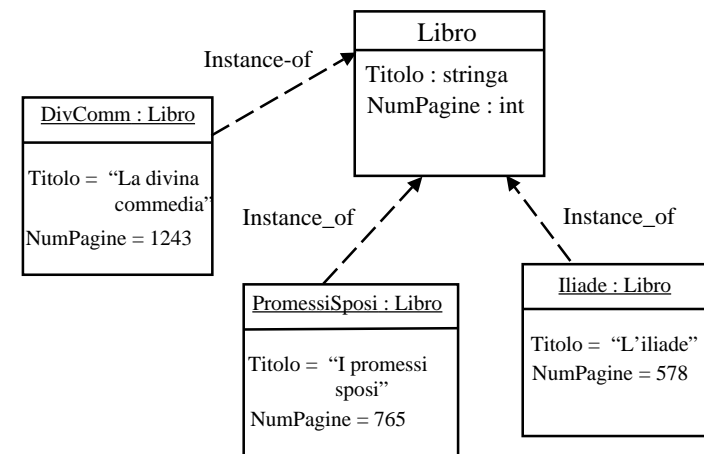 Libro
Titolo : stringa
NumPagine : int
Instance-of
DivComm : Libro
Titolo = “La divina
commedia”
NumPagine = 1243
Instance_of
Instance_of
PromessiSposi : Libro
Titolo = “I promessi
sposi”
NumPagine = 765
Iliade : Libro
Titolo = “L’iliade”
NumPagine = 578